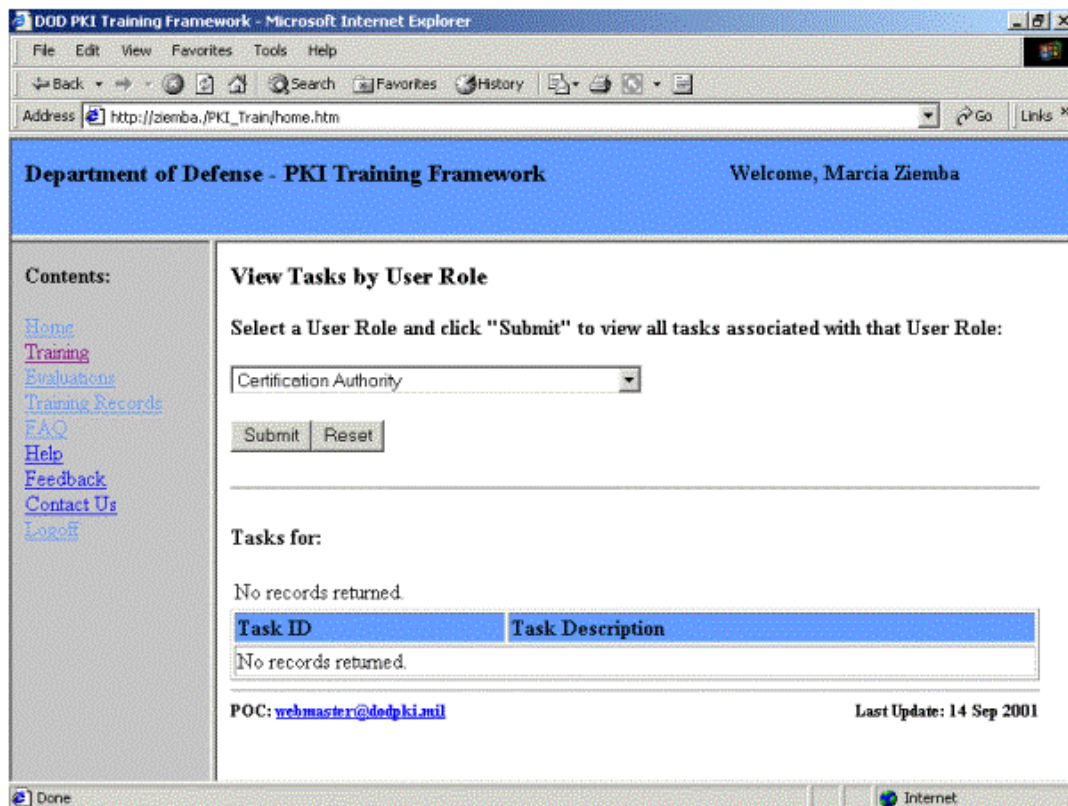 DOD PKI Training Framework - Microsoft Internet Explorer
File Edit View Favorites Tools Help
Back Search Favorites History
Address http://ziemba./PKI_Train/home.htm Go Links »
Department of Defense - PKI Training Framework Welcome, Marcia Ziemba
Contents:
Home
Training
Evaluations
Training Records
FAQ
Help
Feedback
Contact Us
Logoff
View Tasks by User Role
Select a User Role and click "Submit" to view all tasks associated with that User Role:
Certification Authority
Submit Reset
Tasks for:
No records returned.
Task ID Task Description
No records returned.
POC: webmaster@dodpki.mil Last Update: 14 Sep 2001
Done Internet